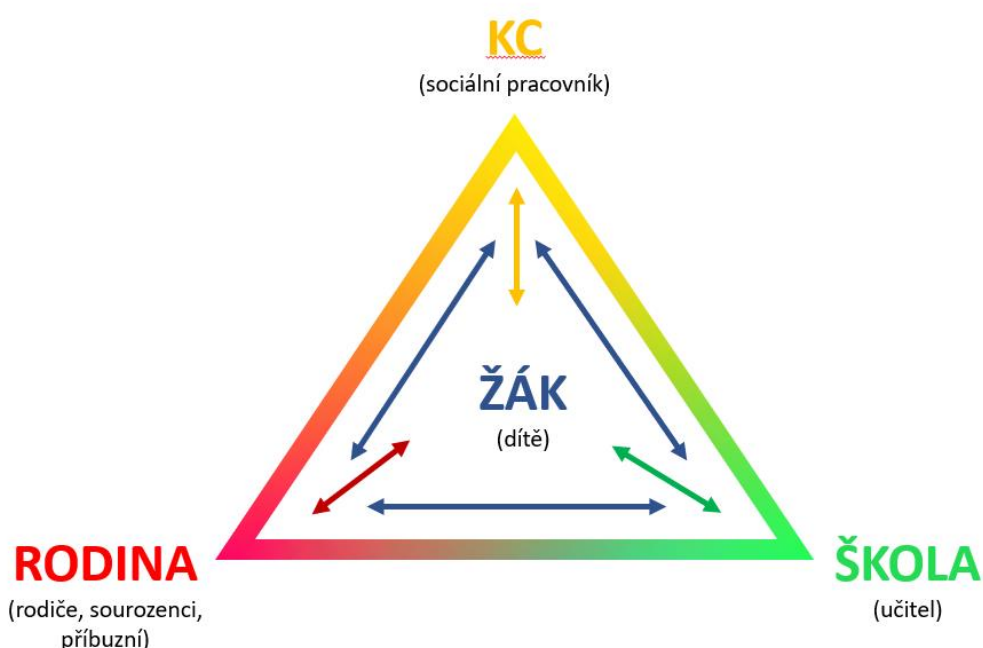 KC
(sociální pracovník)
ŽÁK
(dítě)
RODINA
(rodiče, sourozenci,
příbuzní)
ŠKOLA
(učitel)